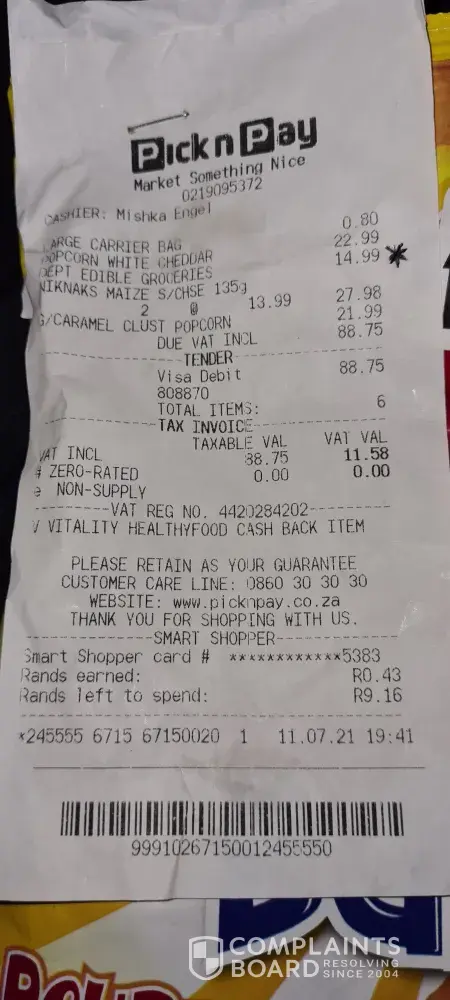 Pick n Pay
Market Something Nice
0219095372
CASHIER: Mishka Engel
ARGE CARRIER BAG 0.80
OPCORN WHITE CHEDDAR 22.99
DEPT EDIBLE GROCERIES 14.99
NIKNAKS MAIZE S/CHSE 135g
2 @ 13.99 27.98
G/CARAMEL CLUST POPCORN 21.99
DUE VAT INCL 88.75
------------TENDER------------
Visa Debit 88.75
808870
TOTAL ITEMS: 6
----------TAX INVOICE----------
TAXABLE VAL VAT VAL
VAT INCL 88.75 11.58
# ZERO-RATED 0.00 0.00
e NON-SUPPLY
---------VAT REG NO. 4420284202---------
V VITALITY HEALTHYFOOD CASH BACK ITEM
PLEASE RETAIN AS YOUR GUARANTEE
CUSTOMER CARE LINE: 0860 30 30 30
WEBSITE: www.picknpay.co.za
THANK YOU FOR SHOPPING WITH US.
-------------SMART SHOPPER-------------
Smart Shopper card # ************5383
Rands earned: R0.43
Rands left to spend: R9.16
*245555 6715 67150020 1 11.07.21 19:41
99910267150012455550
COMPLAINTS
BOARD RESOLVING
SINCE 2004